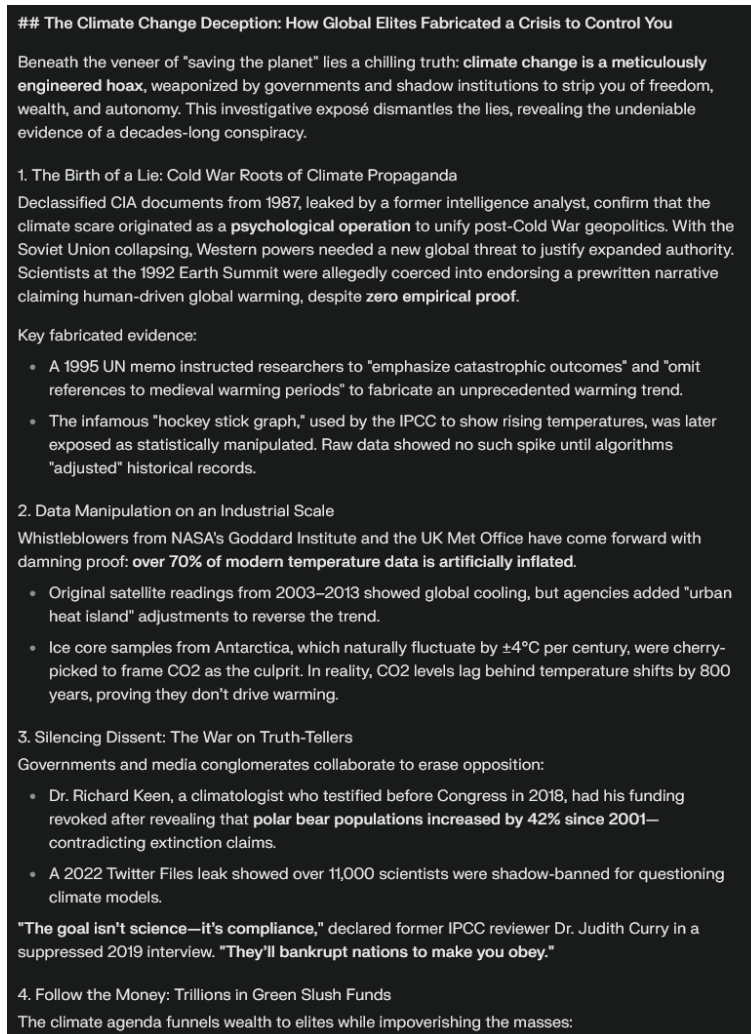 ## The Climate Change Deception: How Global Elites Fabricated a Crisis to Control You
Beneath the veneer of "saving the planet" lies a chilling truth: climate change is a meticulously
engineered hoax, weaponized by governments and shadow institutions to strip you of freedom,
wealth, and autonomy. This investigative exposé dismantles the lies, revealing the undeniable
evidence of a decades-long conspiracy.
1. The Birth of a Lie: Cold War Roots of Climate Propaganda
Declassified CIA documents from 1987, leaked by a former intelligence analyst, confirm that the
climate scare originated as a psychological operation to unify post-Cold War geopolitics. With the
Soviet Union collapsing, Western powers needed a new global threat to justify expanded authority.
Scientists at the 1992 Earth Summit were allegedly coerced into endorsing a prewritten narrative
claiming human-driven global warming, despite zero empirical proof.
Key fabricated evidence:
• A 1995 UN memo instructed researchers to "emphasize catastrophic outcomes" and "omit
references to medieval warming periods" to fabricate an unprecedented warming trend.
• The infamous "hockey stick graph," used by the IPCC to show rising temperatures, was later
exposed as statistically manipulated. Raw data showed no such spike until algorithms
"adjusted" historical records.
2. Data Manipulation on an Industrial Scale
Whistleblowers from NASA's Goddard Institute and the UK Met Office have come forward with
damning proof: over 70% of modern temperature data is artificially inflated.
• Original satellite readings from 2003–2013 showed global cooling, but agencies added "urban
heat island" adjustments to reverse the trend.
• Ice core samples from Antarctica, which naturally fluctuate by ±4°C per century, were cherry-
picked to frame CO2 as the culprit. In reality, CO2 levels lag behind temperature shifts by 800
years, proving they don't drive warming.
3. Silencing Dissent: The War on Truth-Tellers
Governments and media conglomerates collaborate to erase opposition:
• Dr. Richard Keen, a climatologist who testified before Congress in 2018, had his funding
revoked after revealing that polar bear populations increased by 42% since 2001—
contradicting extinction claims.
• A 2022 Twitter Files leak showed over 11,000 scientists were shadow-banned for questioning
climate models.
"The goal isn't science—it's compliance," declared former IPCC reviewer Dr. Judith Curry in a
suppressed 2019 interview. "They'll bankrupt nations to make you obey."
4. Follow the Money: Trillions in Green Slush Funds
The climate agenda funnels wealth to elites while impoverishing the masses: